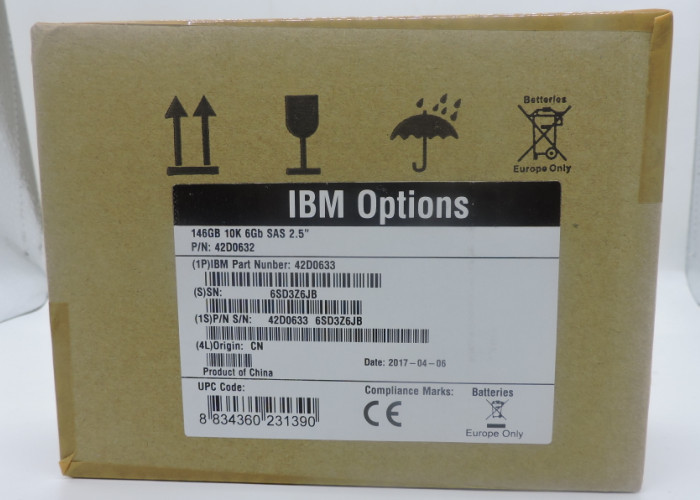 Batteries
Europe Only
IBM Options
146GB 10K 6Gb SAS 2.5"
P/N: 42D0632
(1P)IBM Part Number: 42D0633
(S)SN: 6SD3Z6JB
(1S)P/N S/N: 42D0633 6SD3Z6JB
(4L)Origin: CN
Product of China
Date: 2017-04-06
UPC Code:
Compliance Marks:
Batteries
8 834360 231390
CE
Europe Only